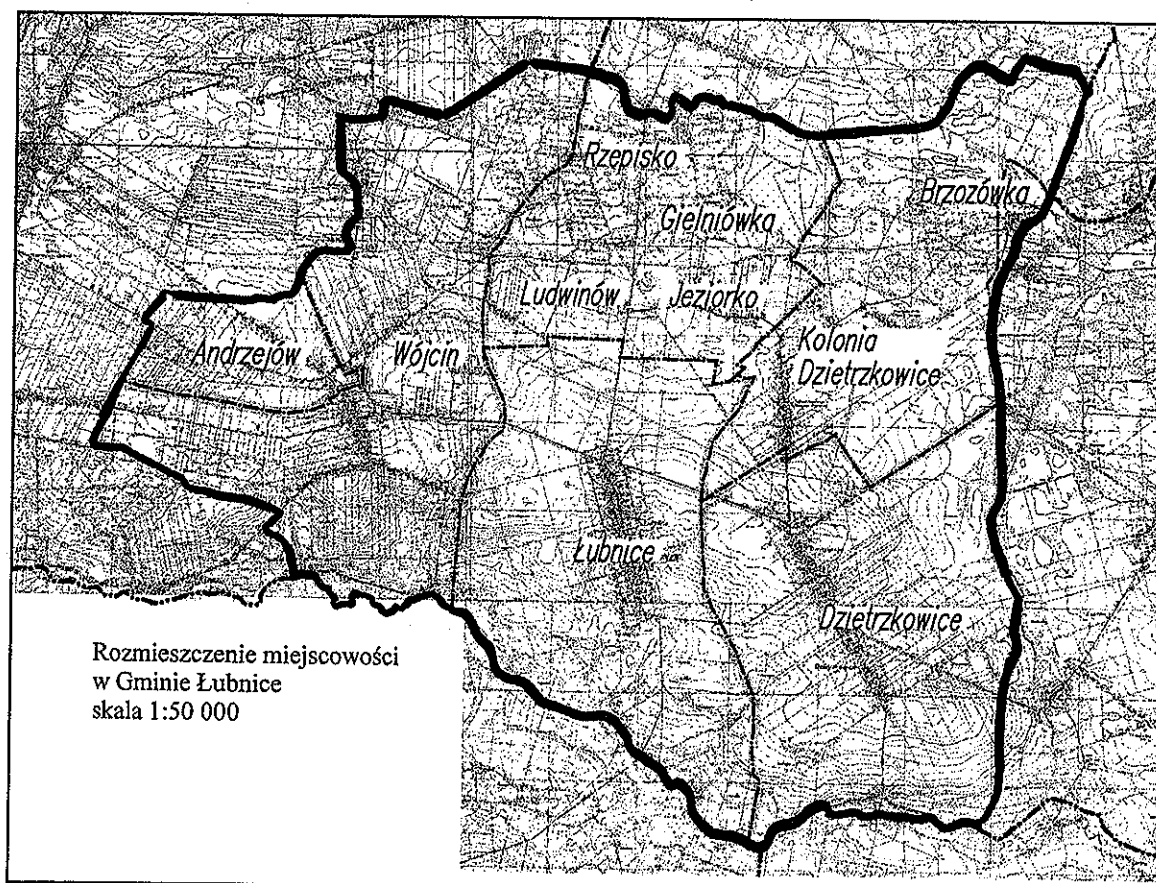 Rzepisko
Brzozówka
Gielniówka
Ludwinów
Jeziorko
Andrzejów
Wójcin
Kolonia
Dzietrzkowice
Łubnice
Dzietrzkowice
Rozmieszczenie miejscowości
w Gminie Łubnice
skala 1:50 000